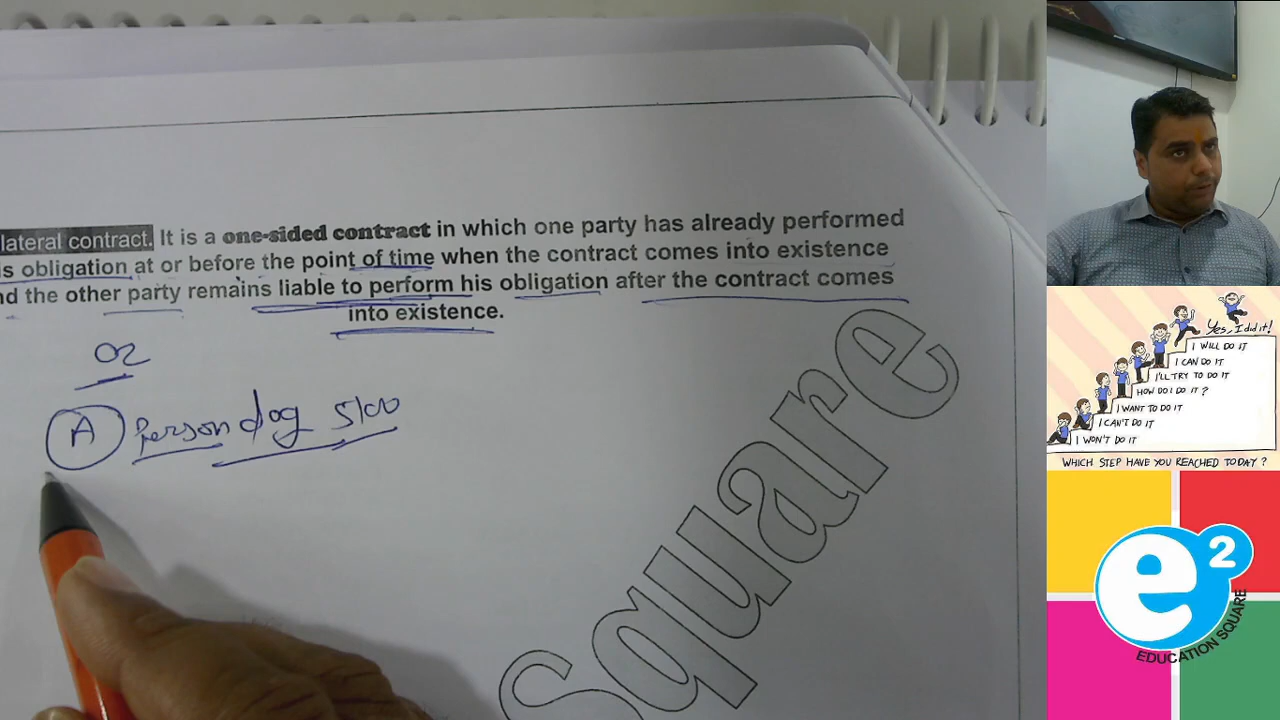 lateral contract. It is a one-sided contract in which one party has already performed
s obligation at or before the point of time when the contract comes into existence
nd the other party remains liable to perform his obligation after the contract comes
into existence.
Or
A Person dog 5100
Square
Yes, I did it!
I WILL DO IT
I CAN DO IT
I'LL TRY TO DO IT
HOW DO I DO IT ?
I WANT TO DO IT
I CAN'T DO IT
I WON'T DO IT
WHICH STEP HAVE YOU REACHED TODAY ?
e2
EDUCATION SQUARE